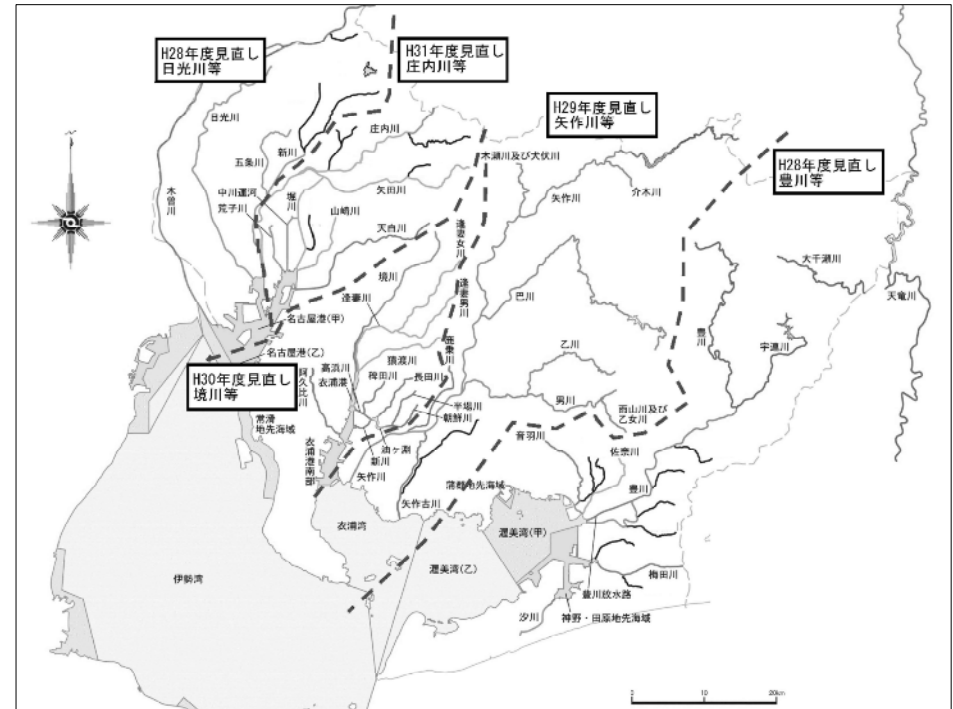 H28年度見直し
日光川等
H31年度見直し
庄内川等
H29年度見直し
矢作川等
H28年度見直し
豊川等
日光川
庄内川
新川
五条川
木瀬川及び犬伏川
矢作川
介木川
木曽川
中川運河
荒子川
堀川
矢田川
山崎川
天白川
逢妻女川
境川
逢妻男川
逢妻川
巴川
大千瀬川
天竜川
豊川
宇連川
名古屋港(甲)
名古屋港(乙)
H30年度見直し
境川等
阿久比川
高浜川
衣浦港
猿渡川
稗田川
長田川
鹿乗川
半場川
朝鮮川
乙川
男川
雨山川及び
乙女川
音羽川
佐奈川
常滑
地先海域
衣浦港南部
油ヶ淵
新川
矢作川
矢作古川
蒲郡地先海域
豊川
衣浦湾
渥美湾(甲)
渥美湾(乙)
伊勢湾
梅田川
豊川放水路
汐川
神野・田原地先海域
0
10
20km